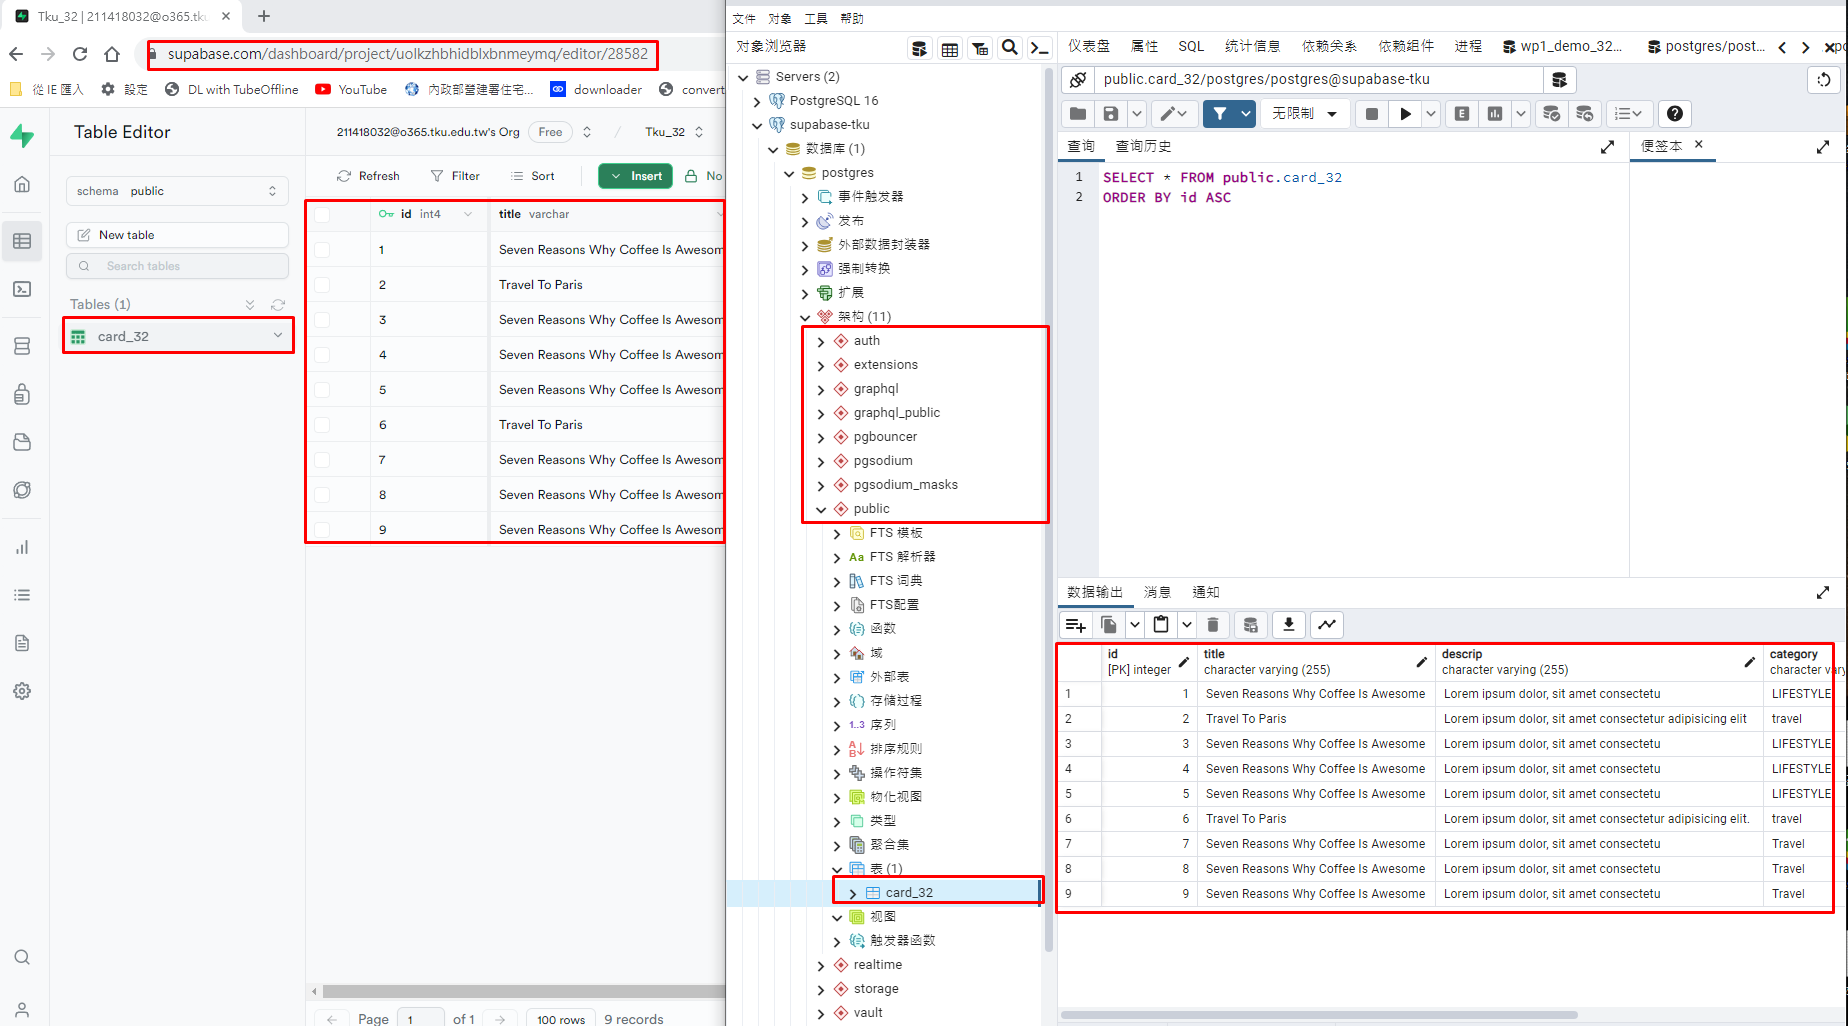 Tku_32 | 211418032@o365.tku
supabase.com/dashboard/project/uolkzhbhidblxbnmeymq/editor/28582
從 IE 匯入
設定
DL with TubeOffline
YouTube
內政部營建署住宅...
downloader
convert
Table Editor
211418032@o365.tku.edu.tw's Org
Free
/
Tku_32
schema public
Refresh
Filter
Sort
Insert
No
New table
Search tables
Tables (1)
card_32
id int4
title varchar
1 Seven Reasons Why Coffee Is Awesom
2 Travel To Paris
3 Seven Reasons Why Coffee Is Awesom
4 Seven Reasons Why Coffee Is Awesom
5 Seven Reasons Why Coffee Is Awesom
6 Travel To Paris
7 Seven Reasons Why Coffee Is Awesom
8 Seven Reasons Why Coffee Is Awesom
9 Seven Reasons Why Coffee Is Awesom
Page 1 of 1 100 rows 9 records
文件 对象 工具 帮助
对象浏览器
Servers (2)
PostgreSQL 16
supabase-tku
数据库 (1)
postgres
事件触发器
发布
外部数据封装器
强制转换
扩展
架构 (11)
auth
extensions
graphql
graphql_public
pgbouncer
pgsodium
pgsodium_masks
public
FTS 模板
Aa FTS 解析器
FTS 词典
FTS配置
函数
域
外部表
存储过程
1..3 序列
排序规则
操作符集
物化视图
类型
聚合集
表 (1)
card_32
视图
触发器函数
realtime
storage
vault
仪表盘 属性 SQL 统计信息 依赖关系 依赖组件 进程 wp1_demo_32... postgres/post...
public.card_32/postgres/postgres@supabase-tku
无限制
E
查询 查询历史
便签本
1 SELECT * FROM public.card_32
2 ORDER BY id ASC
数据输出 消息 通知
id title descrip category
[PK] integer character varying (255) character varying (255) character vary
1 1 Seven Reasons Why Coffee Is Awesome Lorem ipsum dolor, sit amet consectetu LIFESTYLE
2 2 Travel To Paris Lorem ipsum dolor, sit amet consectetur adipisicing elit travel
3 3 Seven Reasons Why Coffee Is Awesome Lorem ipsum dolor, sit amet consectetu LIFESTYLE
4 4 Seven Reasons Why Coffee Is Awesome Lorem ipsum dolor, sit amet consectetu LIFESTYLE
5 5 Seven Reasons Why Coffee Is Awesome Lorem ipsum dolor, sit amet consectetu LIFESTYLE
6 6 Travel To Paris Lorem ipsum dolor, sit amet consectetur adipisicing elit. travel
7 7 Seven Reasons Why Coffee Is Awesome Lorem ipsum dolor, sit amet consectetu Travel
8 8 Seven Reasons Why Coffee Is Awesome Lorem ipsum dolor, sit amet consectetu Travel
9 9 Seven Reasons Why Coffee Is Awesome Lorem ipsum dolor, sit amet consectetu Travel